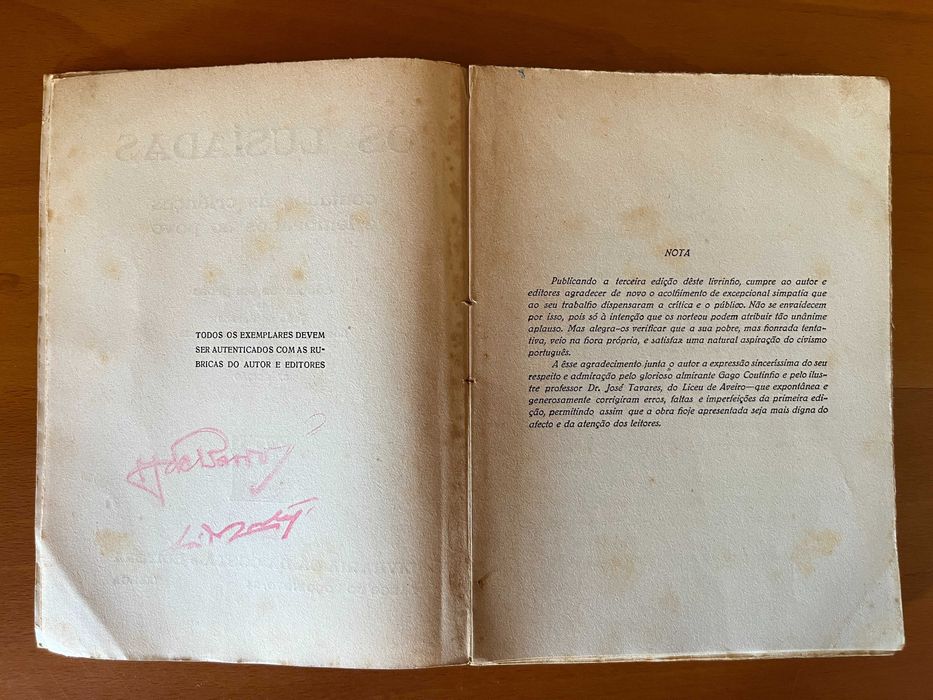 TODOS OS EXEMPLARES DEVEM
SER AUTENTICADOS COM AS RU-
BRICAS DO AUTOR E EDITORES
NOTA
Publicando a terceira edição dêste livrinho, cumpre ao autor e
editores agradecer de novo o acolhimento de excepcional simpatia que
ao seu trabalho dispensaram a crítica e o público. Não se envaidecem
por isso, pois só à intenção que os norteou podem atribuir tão unânime
aplauso. Mas alegra-os verificar que a sua pobre, mas honrada tenta-
tiva, veio na hora própria, e satisfaz uma natural aspiração do civismo
português.
A êsse agradecimento junta o autor a expressão sinceríssima do seu
respeito e admiração pelo glorioso almirante Gago Coutinho e pelo ilus-
tre professor Dr. José Tavares, do Liceu de Aveiro—que expontânea e
generosamente corrigiram erros, faltas e imperfeições da primeira edi-
ção, permitindo assim que a obra hoje apresentada seja mais digna do
afecto e da atenção dos leitores.